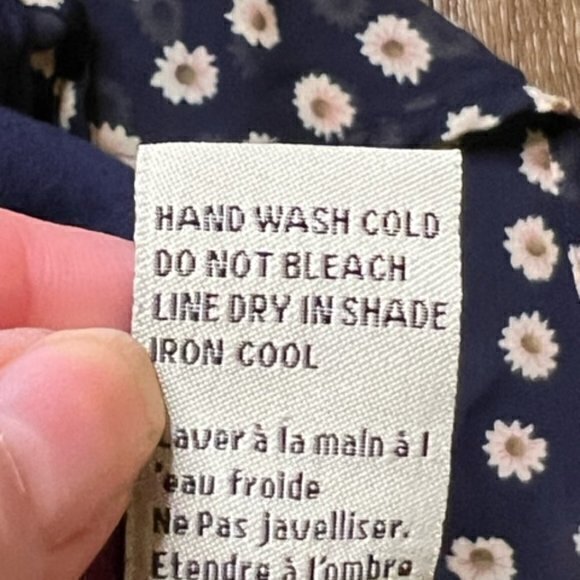 HAND WASH COLD
DO NOT BLEACH
LINE DRY IN SHADE
IRON COOL
Laver à la main à l
'eau froide
Ne Pas javelliser.
Etendre à l'ombre